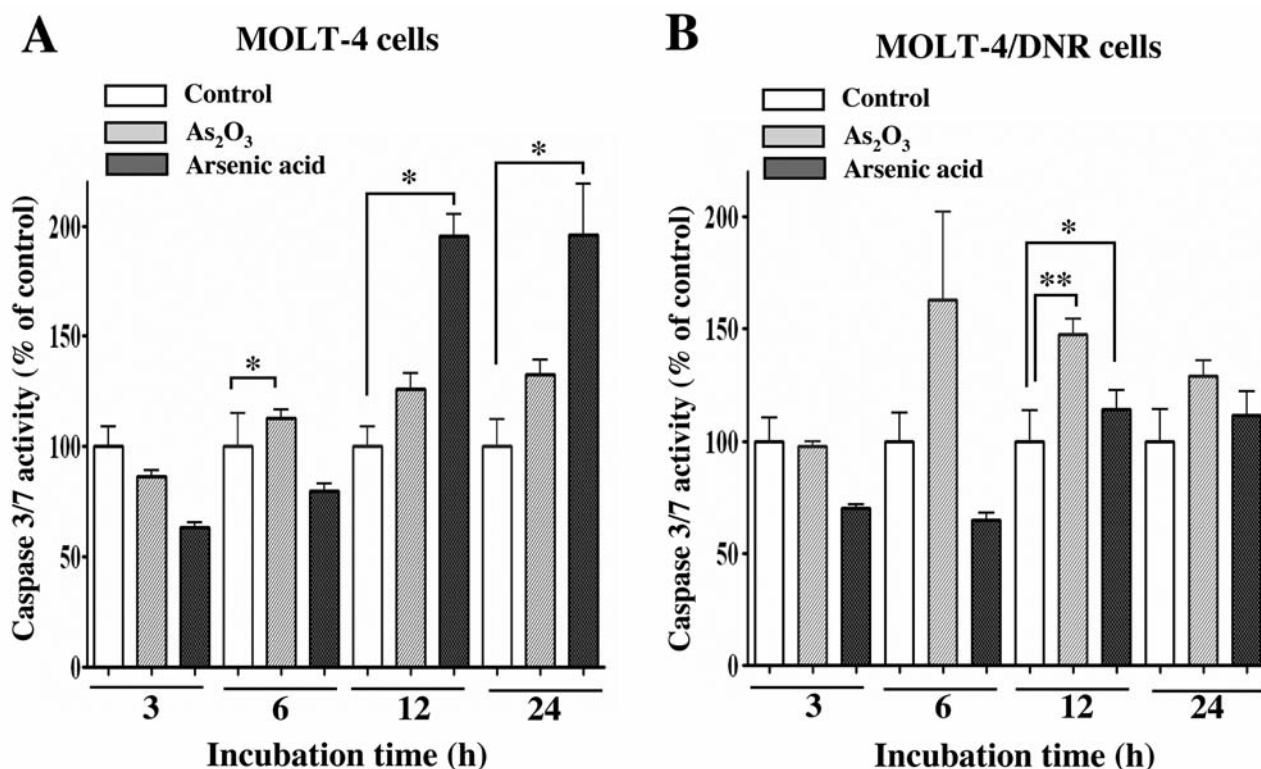 A
MOLT-4 cells
Control
As₂O₃
Arsenic acid
Caspase 3/7 activity (% of control)
200
150
100
50
0
*
*
*
3 6 12 24
Incubation time (h)
B
MOLT-4/DNR cells
Control
As₂O₃
Arsenic acid
Caspase 3/7 activity (% of control)
200
150
100
50
0
*
**
3 6 12 24
Incubation time (h)